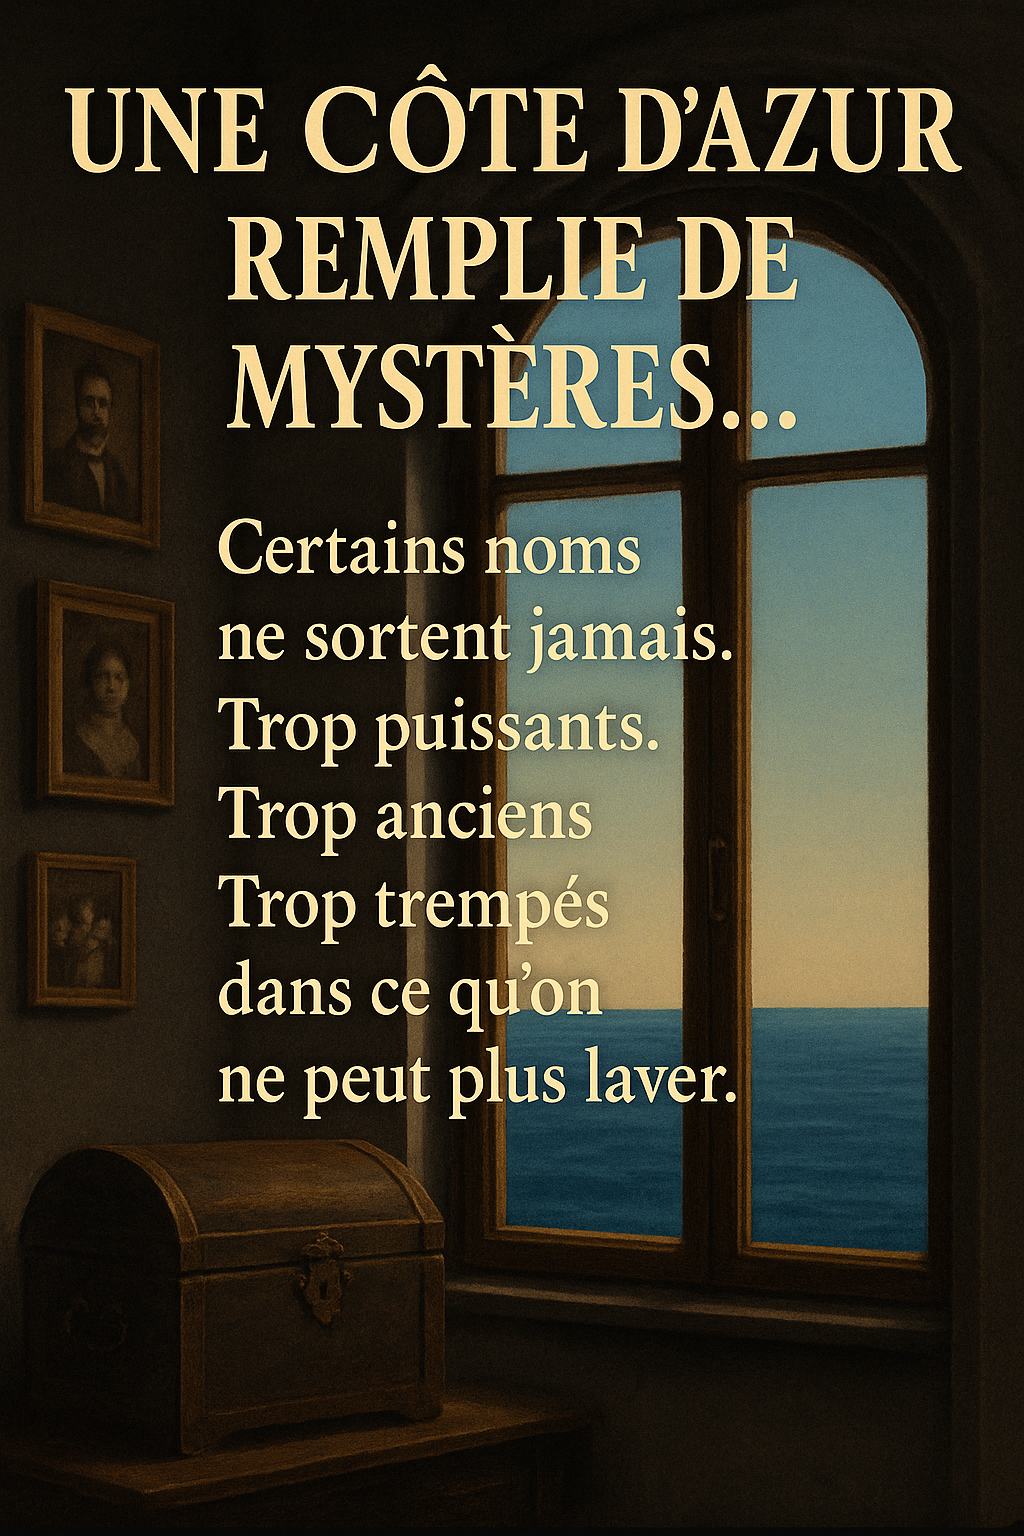 UNE CÔTE D’AZUR
REMPLIE DE
MYSTÈRES...
Certains noms
ne sortent jamais.
Trop puissants.
Trop anciens
Trop trempés
dans ce qu’on
ne peut plus laver.